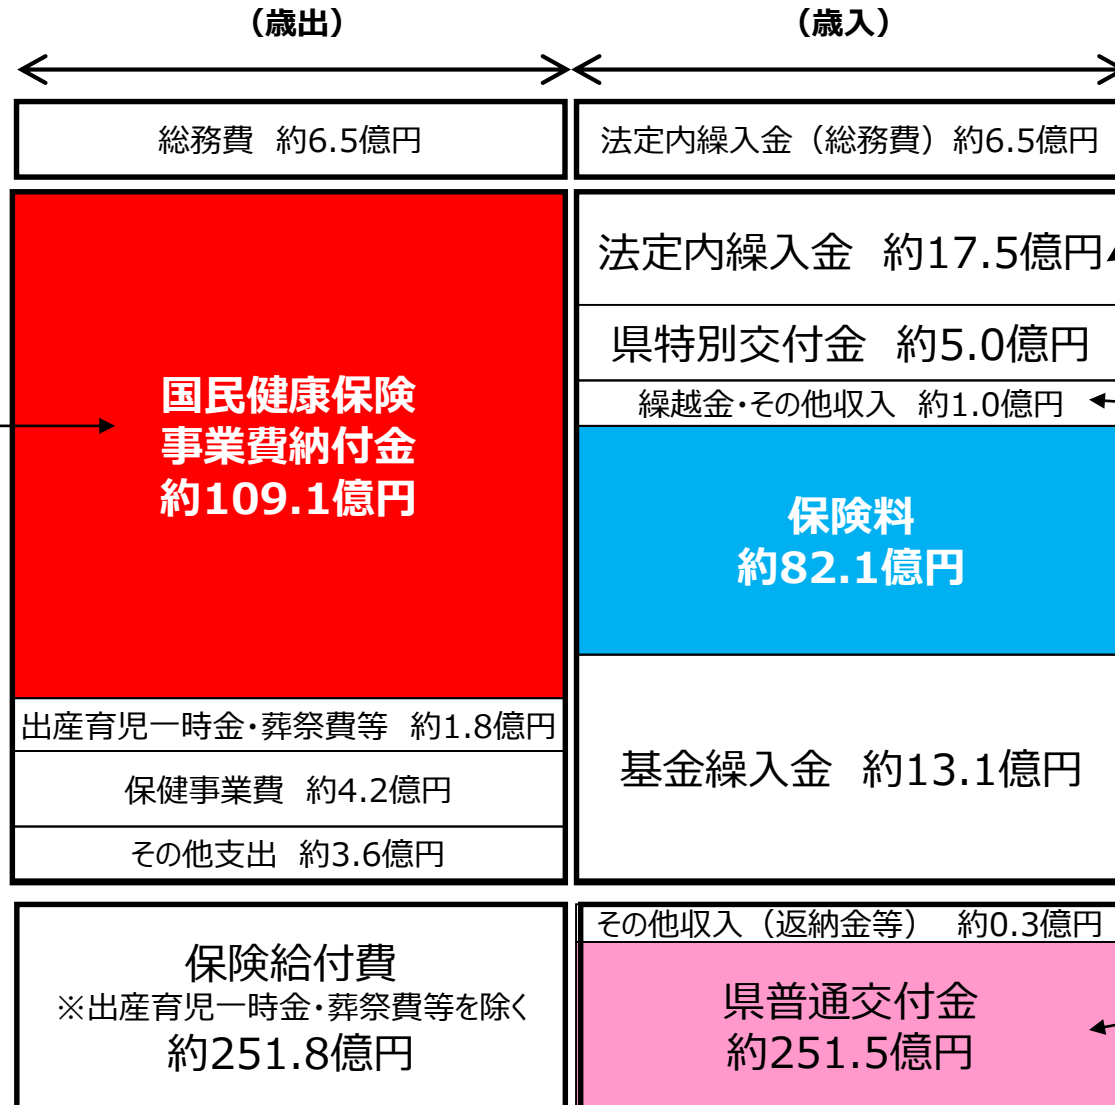 （歳出）
（歳入）
総務費 約6.5億円
法定内繰入金（総務費）約6.5億円
国民健康保険
事業費納付金
約109.1億円
出産育児一時金・葬祭費等 約1.8億円
保健事業費 約4.2億円
その他支出 約3.6億円
法定内繰入金 約17.5億円
県特別交付金 約5.0億円
繰越金・その他収入 約1.0億円
保険料
約82.1億円
基金繰入金 約13.1億円
保険給付費
※出産育児一時金・葬祭費等を除く
約251.8億円
その他収入（返納金等） 約0.3億円
県普通交付金
約251.5億円